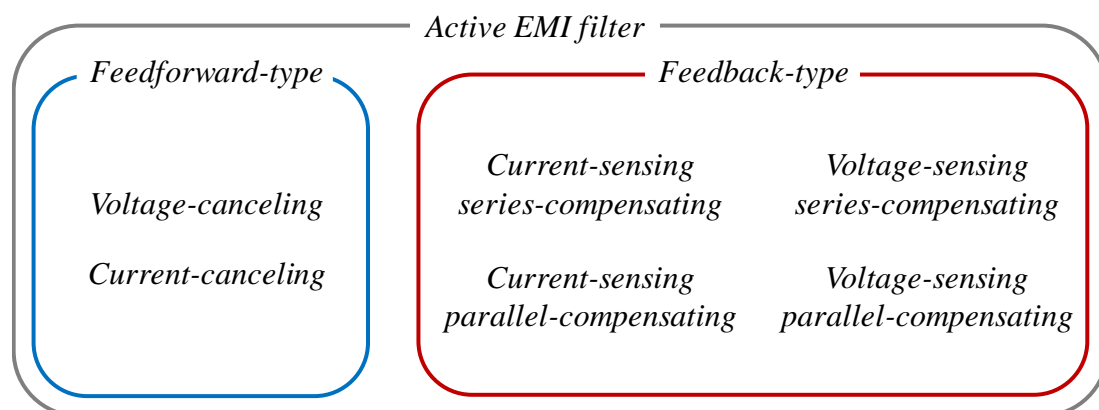 Active EMI filter
Feedforward-type
Voltage-canceling
Current-canceling
Feedback-type
Current-sensing
series-compensating
Voltage-sensing
series-compensating
Current-sensing
parallel-compensating
Voltage-sensing
parallel-compensating